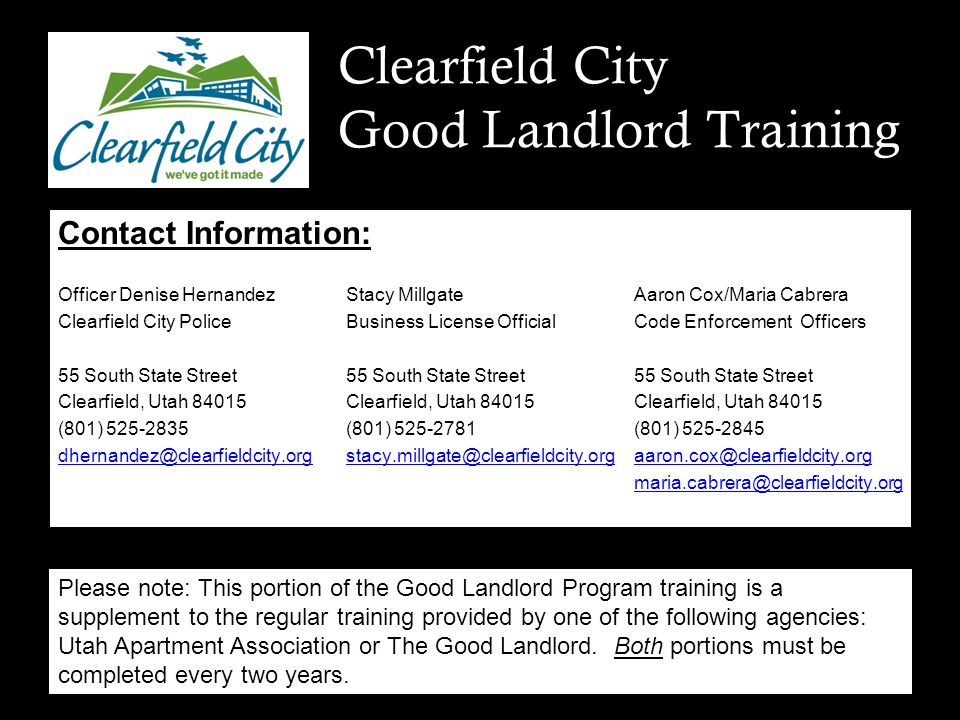 Clearfield City
we've got it made
Clearfield City
Good Landlord Training
Contact Information:
Officer Denise Hernandez
Clearfield City Police
55 South State Street
Clearfield, Utah 84015
(801) 525-2835
dhernandez@clearfieldcity.org
Stacy Millgate
Business License Official
55 South State Street
Clearfield, Utah 84015
(801) 525-2781
stacy.millgate@clearfieldcity.org
Aaron Cox/Maria Cabrera
Code Enforcement Officers
55 South State Street
Clearfield, Utah 84015
(801) 525-2845
aaron.cox@clearfieldcity.org
maria.cabrera@clearfieldcity.org
Please note: This portion of the Good Landlord Program training is a
supplement to the regular training provided by one of the following agencies:
Utah Apartment Association or The Good Landlord. Both portions must be
completed every two years.